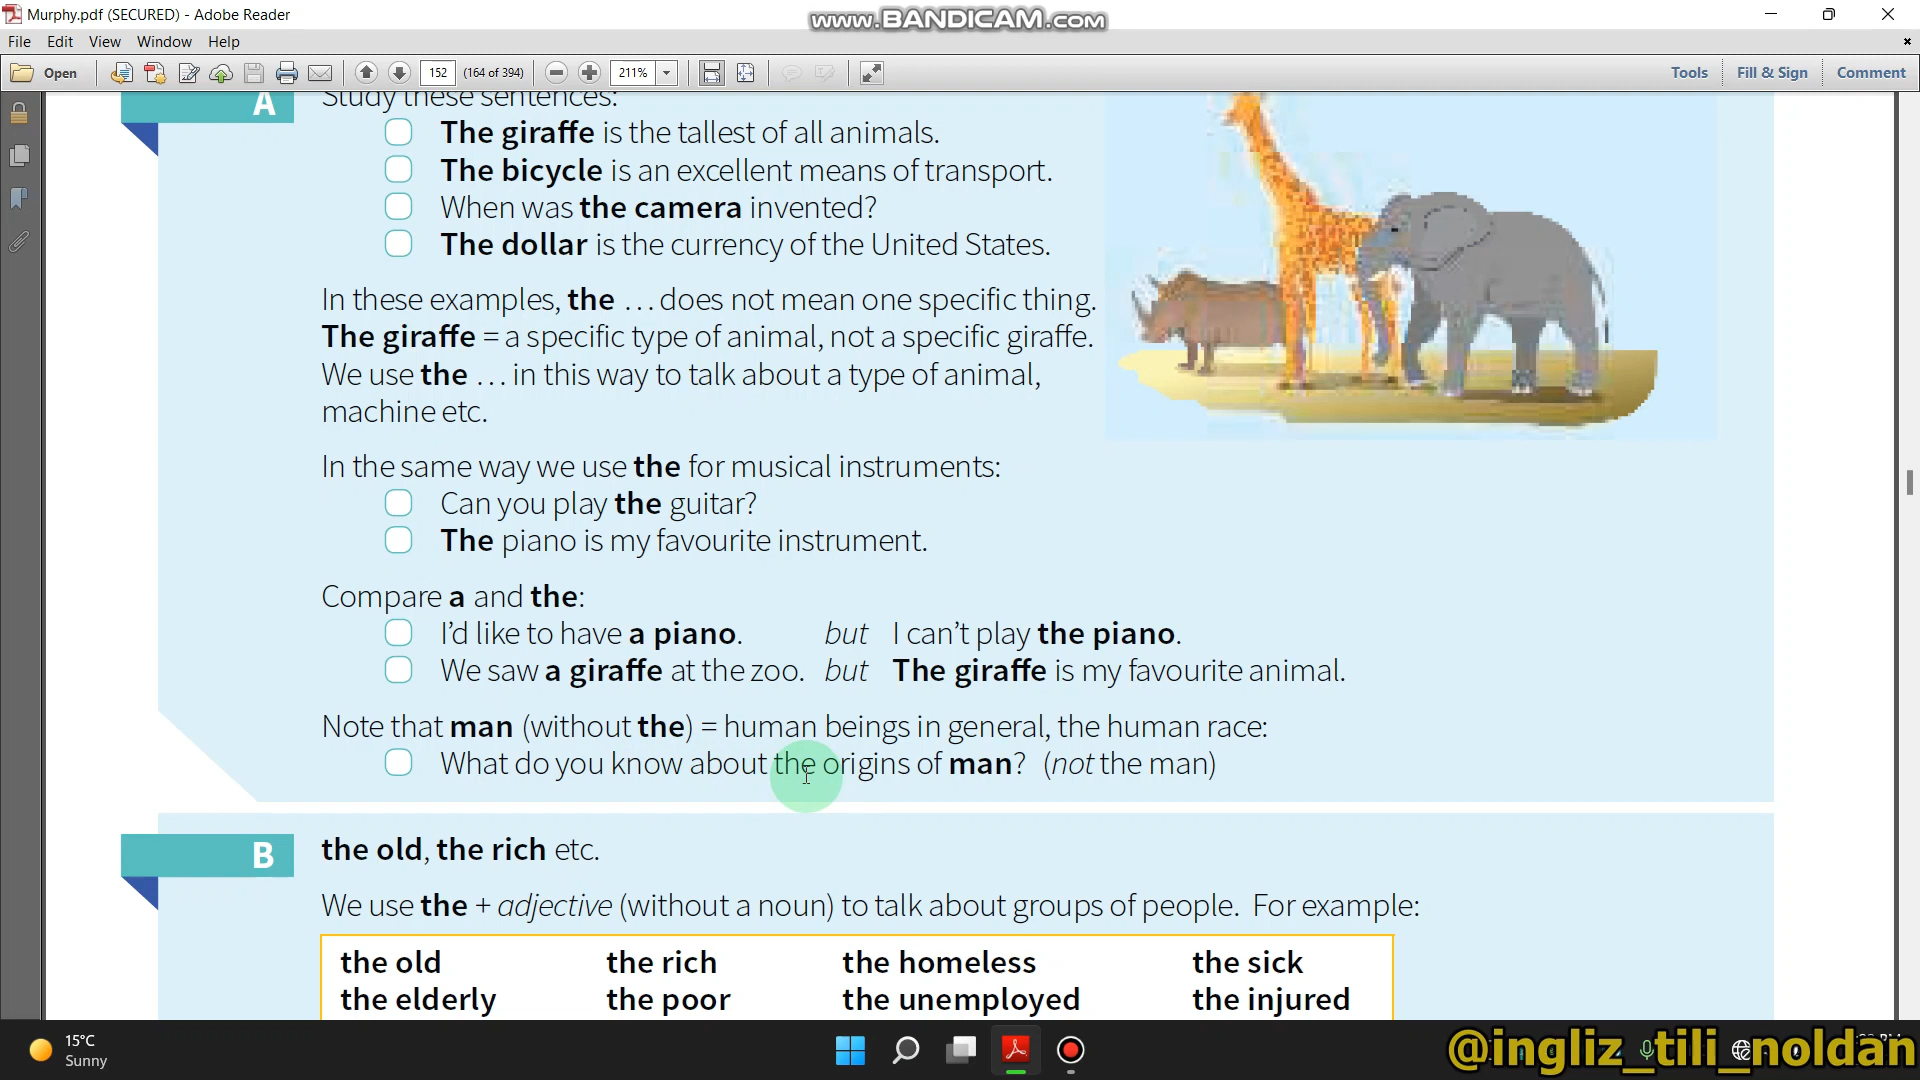 Murphy.pdf (SECURED) - Adobe Reader
www.BANDICAM.com
File Edit View Window Help
Open 152 (164 of 394) 211% Tools Fill & Sign Comment
A Study these sentences:
The giraffe is the tallest of all animals.
The bicycle is an excellent means of transport.
When was the camera invented?
The dollar is the currency of the United States.
In these examples, the … does not mean one specific thing.
The giraffe = a specific type of animal, not a specific giraffe.
We use the … in this way to talk about a type of animal,
machine etc.
In the same way we use the for musical instruments:
Can you play the guitar?
The piano is my favourite instrument.
Compare a and the:
I'd like to have a piano. but I can't play the piano.
We saw a giraffe at the zoo. but The giraffe is my favourite animal.
Note that man (without the) = human beings in general, the human race:
What do you know about the origins of man? (not the man)
B the old, the rich etc.
We use the + adjective (without a noun) to talk about groups of people. For example:
the old the rich the homeless the sick
the elderly the poor the unemployed the injured
15°C
Sunny
@ingliz_tili_noldan